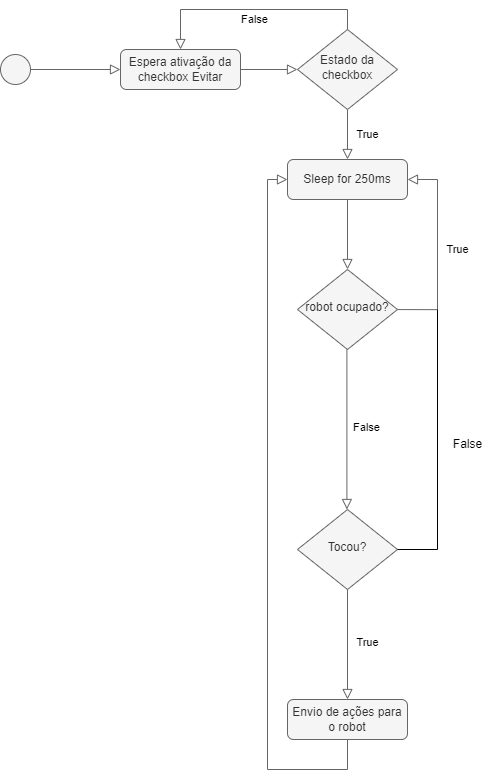 False
Espera ativação da
checkbox Evitar
Estado da
checkbox
True
Sleep for 250ms
True
robot ocupado?
False
False
Tocou?
True
Envio de ações para
o robot